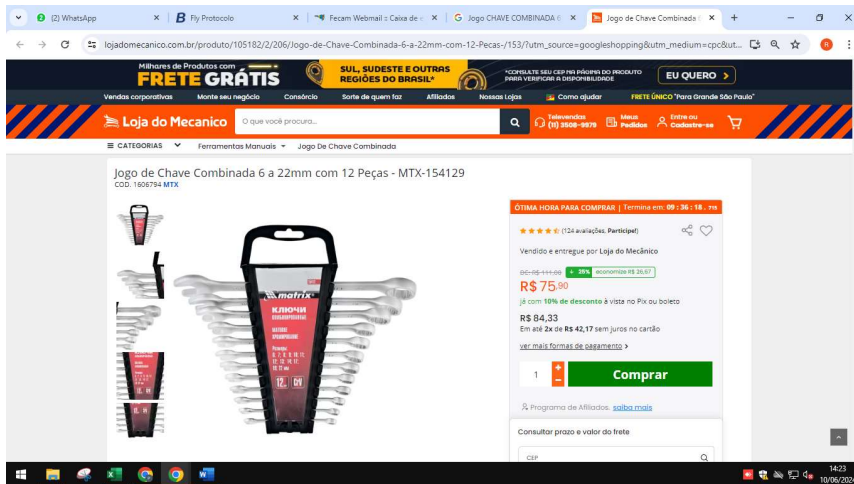 (2) WhatsApp
Fly Protocolo
Fecam Webmail :: Caixa de e
Jogo CHAVE COMBINADA 6
Jogo de Chave Combinada 6
lojadomecanico.com.br/produto/105182/2/206/Jogo-de-Chave-Combinada-6-a-22mm-com-12-Pecas-/153/?utm_source=googleshopping&utm_medium=cpc&ut...
Milhares de Produtos com
FRETE GRÁTIS
SUL, SUDESTE E OUTRAS
REGIÕES DO BRASIL*
*CONSULTE SEU CEP NA PÁGINA DO PRODUTO
PARA VERIFICAR A DISPONIBILIDADE
EU QUERO >
Vendas corporativas
Monte seu negócio
Consórcio
Sorte de quem faz
Afiliados
Nossas Lojas
Como ajudar
FRETE ÚNICO "Para Grande São Paulo"
Loja do Mecanico
O que você procura...
Televendas
(11) 3508-9979
Meus
Pedidos
Entre ou
Cadastre-se
CATEGORIAS
Ferramentas Manuais
Jogo De Chave Combinada
Jogo de Chave Combinada 6 a 22mm com 12 Peças - MTX-154129
COD. 1606794 MTX
ÓTIMA HORA PARA COMPRAR | Termina em: 09 : 36 : 18 .
(124 avaliações. Participe!)
Vendido e entregue por Loja do Mecânico
DE: R$ 111,00
25%
economize R$ 26,67
R$ 75,90
já com 10% de desconto à vista no Pix ou boleto
R$ 84,33
Em até 2x de R$ 42,17 sem juros no cartão
ver mais formas de pagamento >
1
+
-
Comprar
Programa de Afiliados. saiba mais
Consultar prazo e valor do frete
CEP
matrix
КЛЮЧИ
12
CrV
14:23
10/06/2024